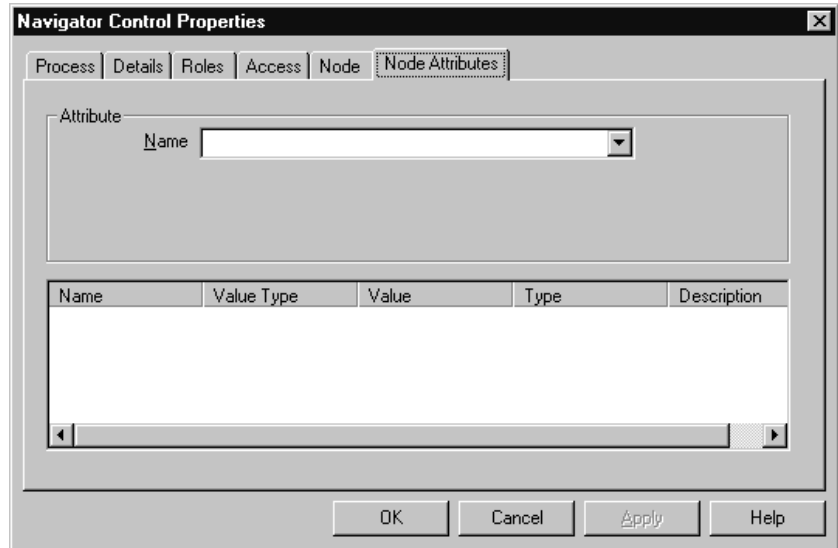 Navigator Control Properties
Process Details Roles Access Node Node Attributes
Attribute
Name
Name Value Type Value Type Description
OK Cancel Apply Help